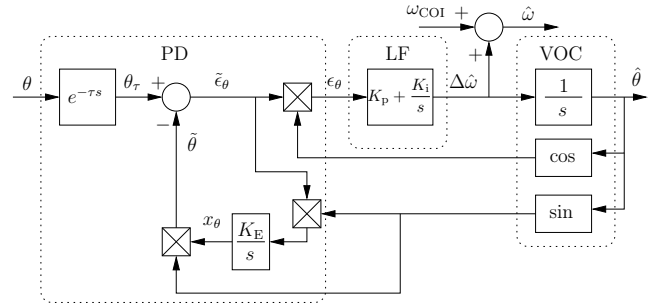 ω_COI + ω̂
+
PD LF VOC
θ e^{−τs} θ_τ + ϵ̃_θ ϵ_θ K_p + K_i/s Δω̂ 1/s θ̂
− θ̃
cos
x_θ K_E/s sin